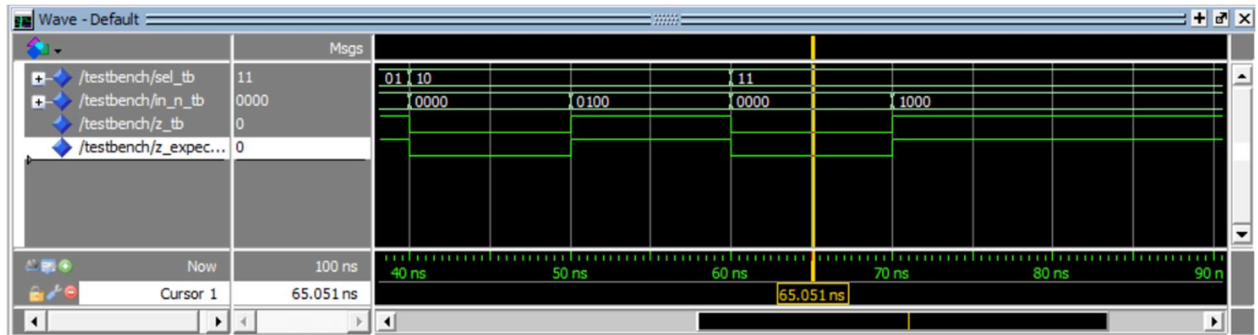 Wave - Default
Msgs
/testbench/sel_tb 11 01 10 11
/testbench/in_n_tb 0000 0000 0100 0000 1000
/testbench/z_tb 0
/testbench/z_expec... 0
Now 100 ns 40 ns 50 ns 60 ns 70 ns 80 ns 90 n
Cursor 1 65.051 ns 65.051 ns